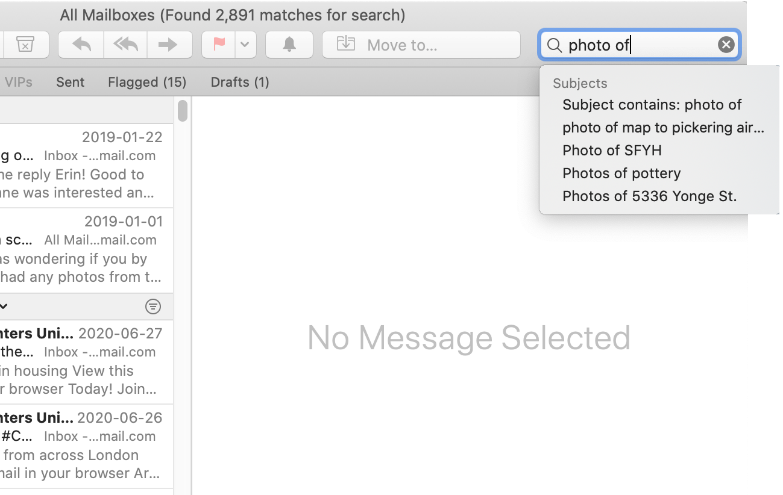 All Mailboxes (Found 2,891 matches for search)
Move to...
photo of
VIPs
Sent
Flagged (15)
Drafts (1)
Subjects
Subject contains: photo of
photo of map to pickering air...
Photo of SFYH
Photos of pottery
Photos of 5336 Yonge St.
2019-01-22
g o... Inbox -...mail.com
ne reply Erin! Good to
ne was interested an...
2019-01-01
sc... All Mail...mail.com
as wondering if you by
had any photos from t...
nters Uni... 2020-06-27
the... Inbox -...mail.com
in housing View this
r browser Today! Join...
nters Uni... 2020-06-26
#C... Inbox -...mail.com
from across London
nail in your browser Ar...
No Message Selected